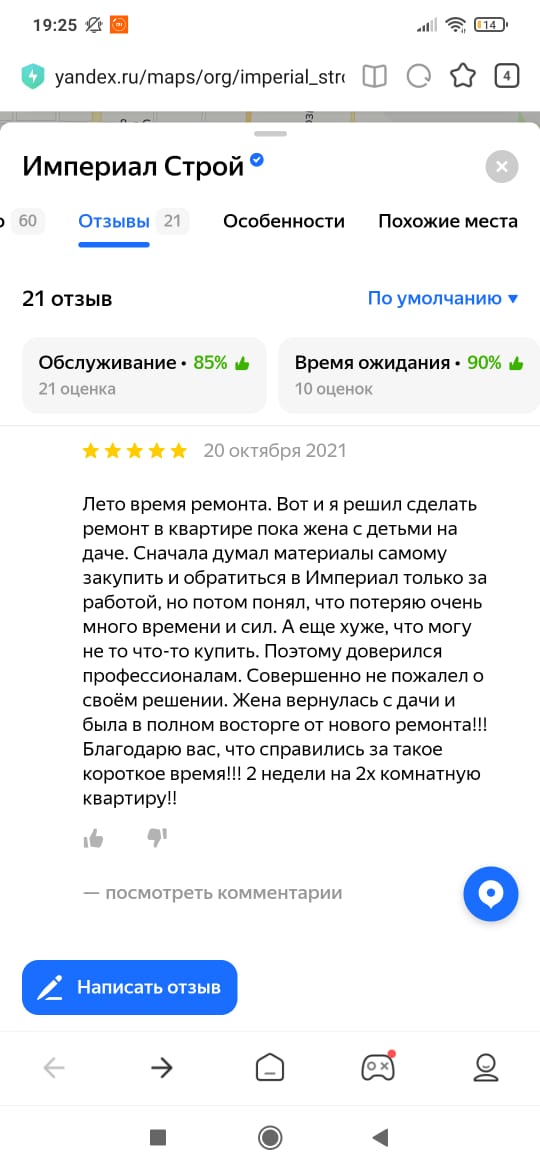 19:25
14
yandex.ru/maps/org/imperial_stro
4
Империал Строй
60
Отзывы 21
Особенности
Похожие места
21 отзыв
По умолчанию
Обслуживание • 85%
21 оценка
Время ожидания • 90%
10 оценок
20 октября 2021
Лето время ремонта. Вот и я решил сделать
ремонт в квартире пока жена с детьми на
даче. Сначала думал материалы самому
закупить и обратиться в Империал только за
работой, но потом понял, что потеряю очень
много времени и сил. А еще хуже, что могу
не то что-то купить. Поэтому доверился
профессионалам. Совершенно не пожалел о
своём решении. Жена вернулась с дачи и
была в полном восторге от нового ремонта!!!
Благодарю вас, что справились за такое
короткое время!!! 2 недели на 2х комнатную
квартиру!!
— посмотреть комментарии
Написать отзыв